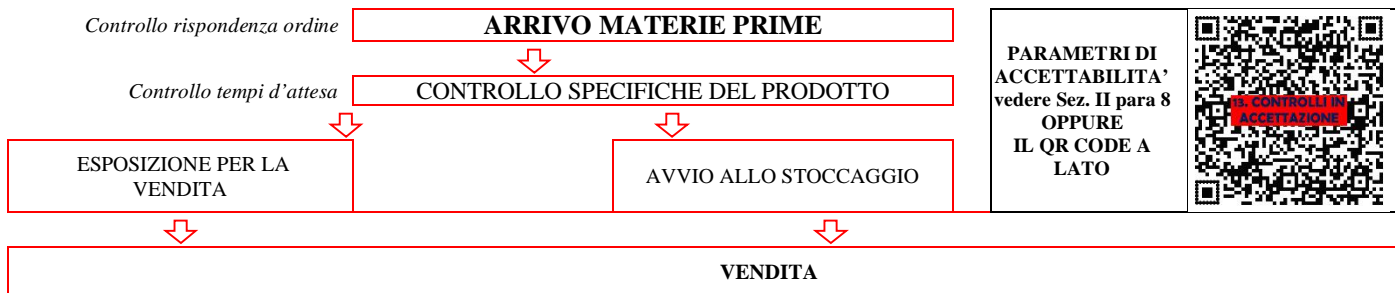 Controllo rispondenza ordine
ARRIVO MATERIE PRIME
Controllo tempi d'attesa
CONTROLLO SPECIFICHE DEL PRODOTTO
ESPOSIZIONE PER LA
VENDITA
AVVIO ALLO STOCCAGGIO
PARAMETRI DI
ACCETTABILITA’
vedere Sez. II para 8
OPPURE
IL QR CODE A
LATO
13. CONTROLLI IN
ACCETTAZIONE
VENDITA